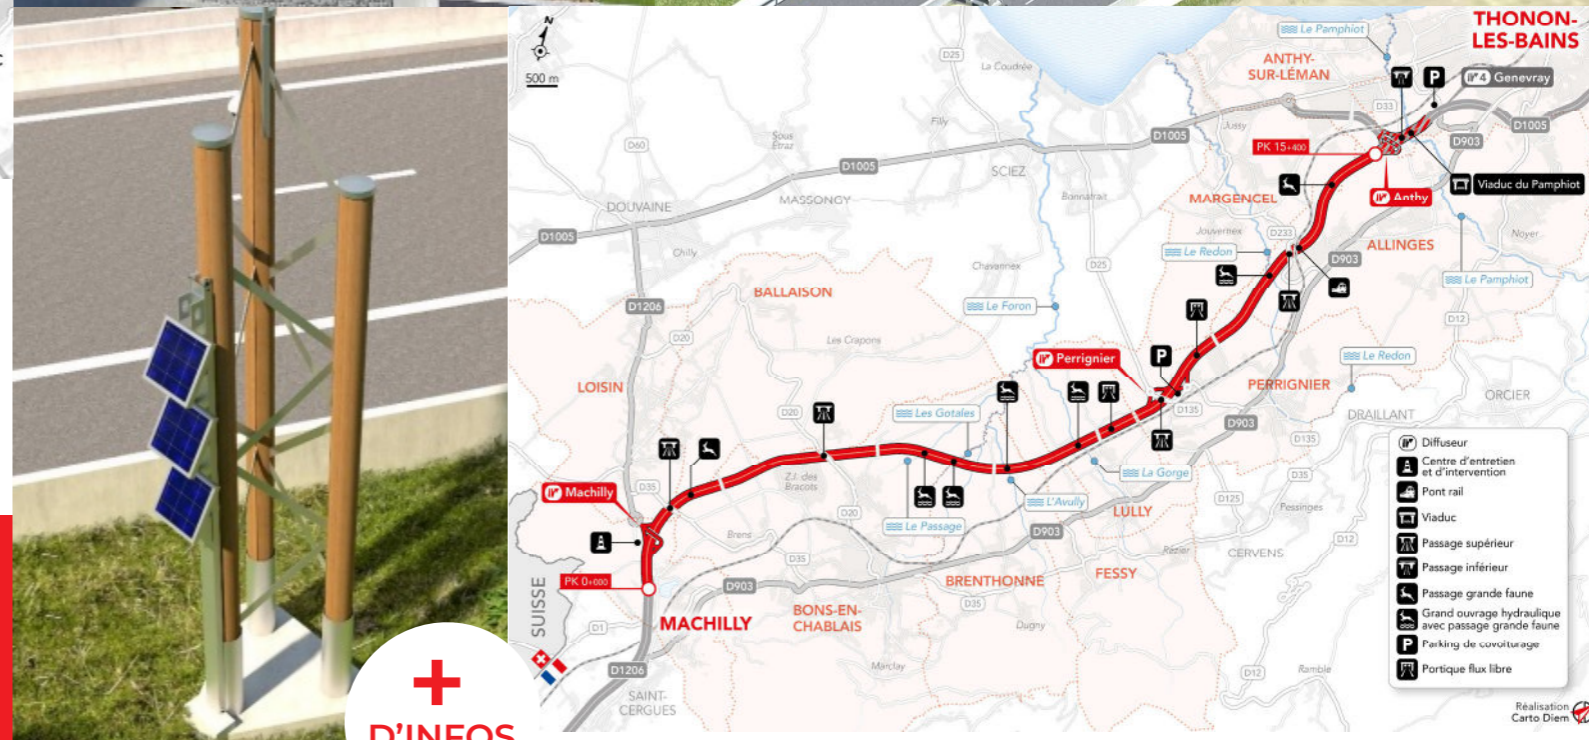 THONON-
LES-BAINS
N
500 m
La Coudrée
D25
Le Pamphiot
ANTHY-
SUR-LÉMAN
4 Genevray
D33
D1005
D903
Jussy
D1005
Filly
Sous
Etraz
D60
PK 15+400
D1005
SCIEZ
Viaduc du Pamphiot
Anthy
MARGENCEL
Bonnatrait
MASSONGY
DOUVAINE
D1005
Jouvernex
D233
Noyer
ALLINGES
Le Redon
D903
Chilly
Chavannex
D25
Le Pamphiot
BALLAISON
Le Foron
D1206
D12
D20
Les Crapons
Perrignier
Le Redon
LOISIN
PERRIGNIER
ORCIER
D20
Les Gotales
D135
DRAILLANT
D903
D135
Machilly
D35
Z.I. des
Bracots
La Gorge
D35
L'Avully
D125
LULLY
Pessinges
D20
Le Passage
Brens
D903
D12
D35
Rézier
CERVENS
SUISSE
PK 0+000
D903
BRENTHONNE
FESSY
D35
MACHILLY
BONS-EN-
CHABLAIS
Dugny
D1
D1206
Marclay
D12
Ramble
SAINT-
CERGUES
Diffuseur
Centre d'entretien
et d'intervention
Pont rail
Viaduc
Passage supérieur
Passage inférieur
Passage grande faune
Grand ouvrage hydraulique
avec passage grande faune
P Parking de covoiturage
Portique flux libre
Réalisation
Carto Diem
+
D'INFOS